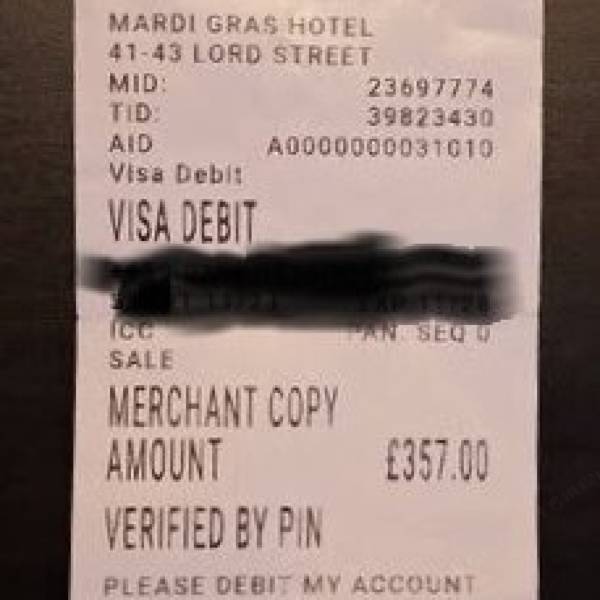 MARDI GRAS HOTEL
41-43 LORD STREET
MID: 23697774
TID: 39823430
AID A0000000031010
Visa Debit
VISA DEBIT
ICC PAN SEQ 0
SALE
MERCHANT COPY
AMOUNT £357.00
VERIFIED BY PIN
PLEASE DEBIT MY ACCOUNT